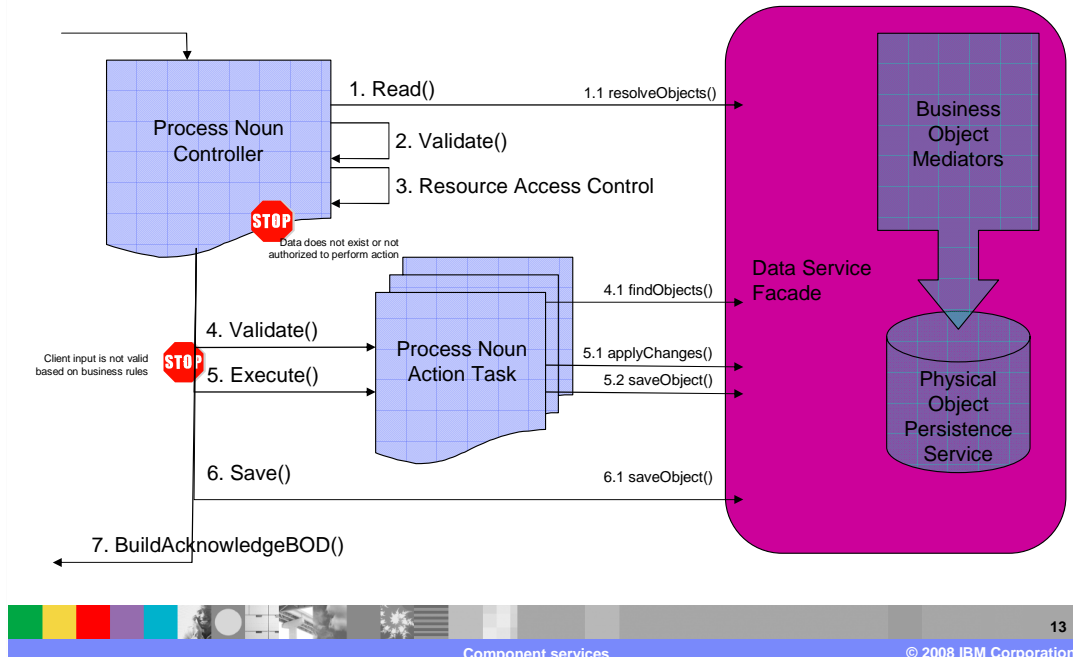 1. Read()
1.1 resolveObjects()
Process Noun
Controller
2. Validate()
3. Resource Access Control
STOP
Data does not exist or not
authorized to perform action
Business
Object
Mediators
Data Service
Facade
4.1 findObjects()
4. Validate()
Client input is not valid
based on business rules
STOP
5. Execute()
Process Noun
Action Task
5.1 applyChanges()
5.2 saveObject()
Physical
Object
Persistence
Service
6. Save()
6.1 saveObject()
7. BuildAcknowledgeBOD()
13
Component services
© 2008 IBM Corporation